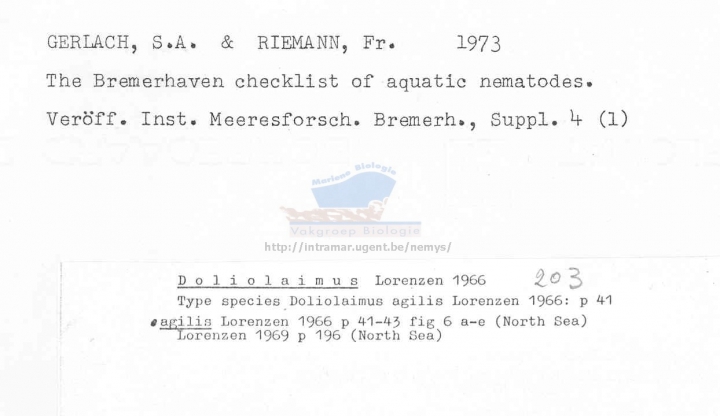 GERLACH, S.A. & RIEMANN, Fr. 1973
The Bremerhaven checklist of aquatic nematodes.
Veröff. Inst. Meeresforsch. Bremerh., Suppl. 4 (1)
Mariene Biologie
Vakgroep Biologie
http://intramar.ugent.be/nemys/
Doliolaimus Lorenzen 1966 203
Type species Doliolaimus agilis Lorenzen 1966: p 41
agilis Lorenzen 1966 p 41-43 fig 6 a-e (North Sea)
Lorenzen 1969 p 196 (North Sea)